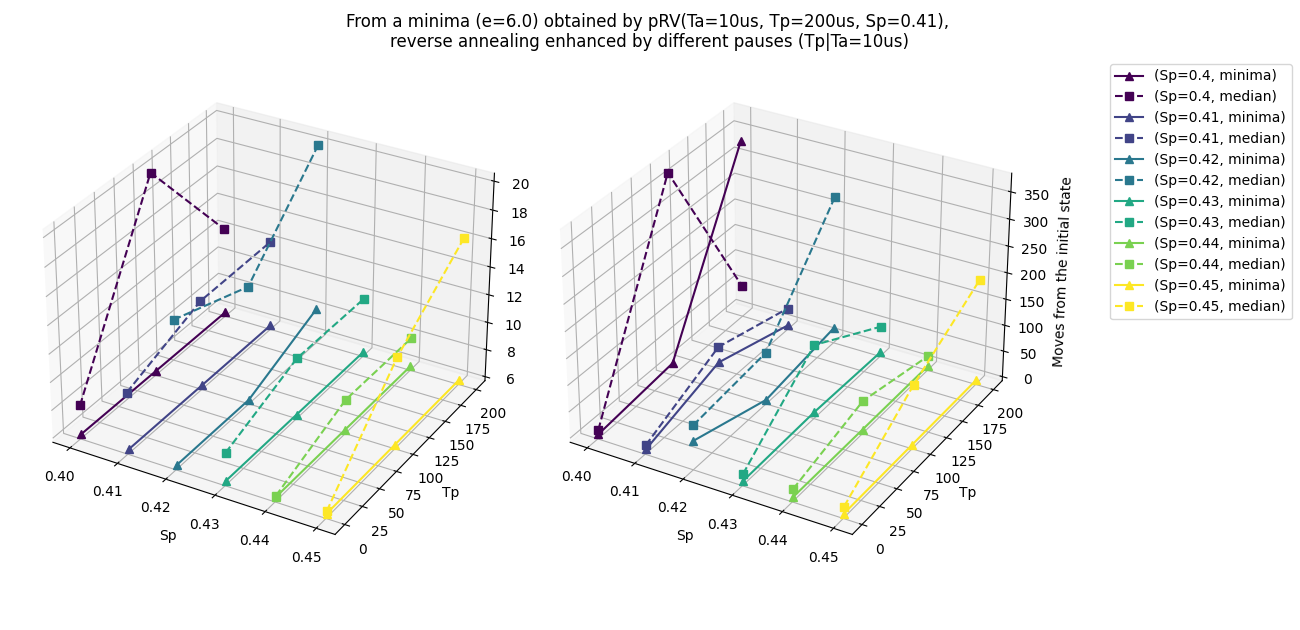 From a minima (e=6.0) obtained by pRV(Ta=10us, Tp=200us, Sp=0.41),
reverse annealing enhanced by different pauses (Tp|Ta=10us)
(Sp=0.4, minima)
(Sp=0.4, median)
(Sp=0.41, minima)
(Sp=0.41, median)
(Sp=0.42, minima)
(Sp=0.42, median)
(Sp=0.43, minima)
(Sp=0.43, median)
(Sp=0.44, minima)
(Sp=0.44, median)
(Sp=0.45, minima)
(Sp=0.45, median)
20
18
16
14
12
10
8
6
200
175
150
125
100
75
50
25
0
Tp
0.40
0.41
0.42
0.43
0.44
0.45
Sp
Moves from the initial state
350
300
250
200
150
100
50
0
200
175
150
125
100
75
50
25
0
Tp
0.40
0.41
0.42
0.43
0.44
0.45
Sp